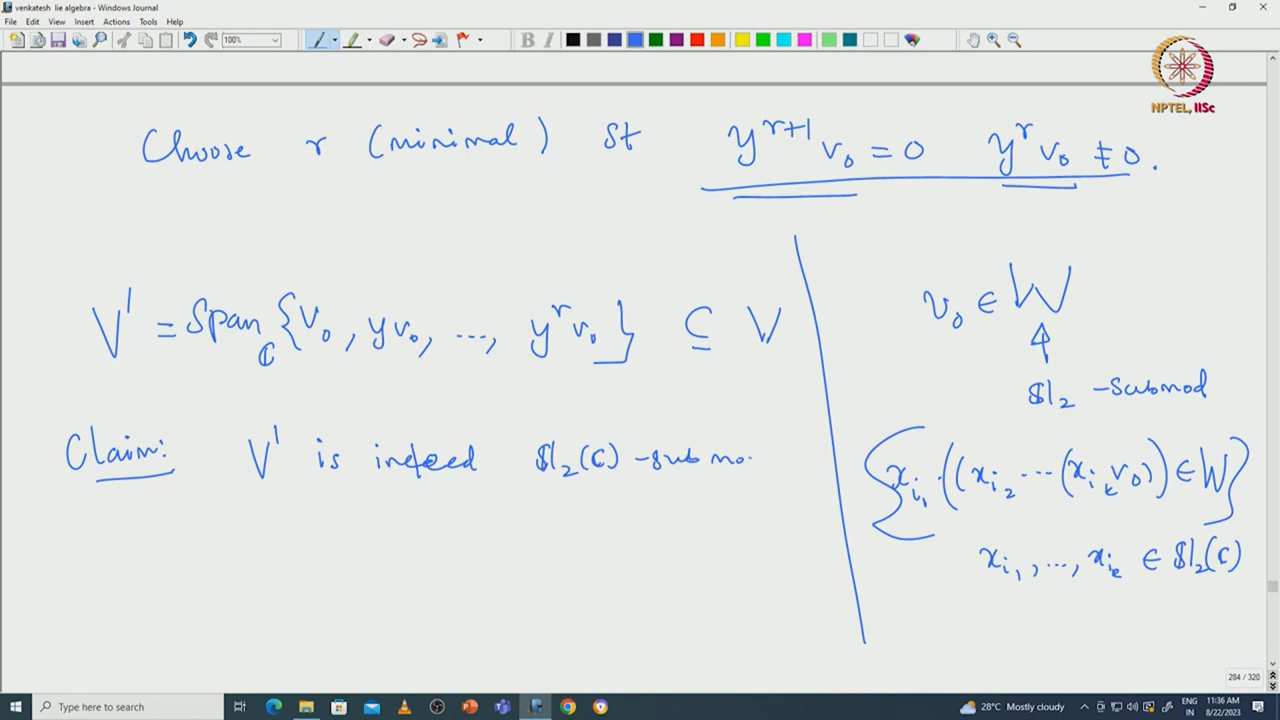 venkatesh lie algebra - Windows Journal
File Edit View Insert Actions Tools Help
100%
B I
NPTEL, IISc
Choose r (minimal) st y^{r+1} v_0 = 0 y^r v_0 ≠ 0.
V' = Span_ℂ {v_0, yv_0, ..., y^r v_0} ⊆ V
Claim: V' is indeed sl_2(ℂ) -submo
v_0 ∈ W
↑
sl_2 -submod
{x_{i_1}·((x_{i_2} ... (x_{i_k} v_0)) ∈ W}
x_{i_1}, ..., x_{i_k} ∈ sl_2(ℂ)
284 / 320
Type here to search
28°C Mostly cloudy
ENG
IN
11:36 AM
8/22/2023